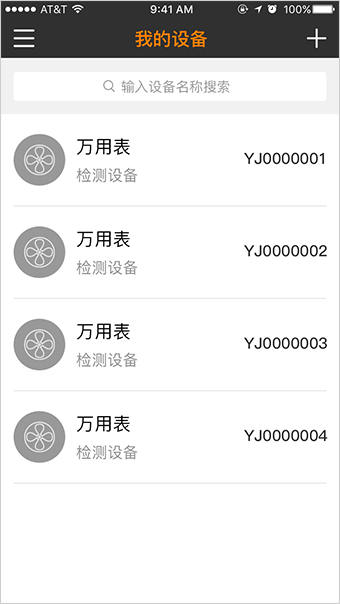 AT&T 9:41 AM 100%
我的设备
输入设备名称搜索
万用表
YJ0000001
检测设备
万用表
YJ0000002
检测设备
万用表
YJ0000003
检测设备
万用表
YJ0000004
检测设备